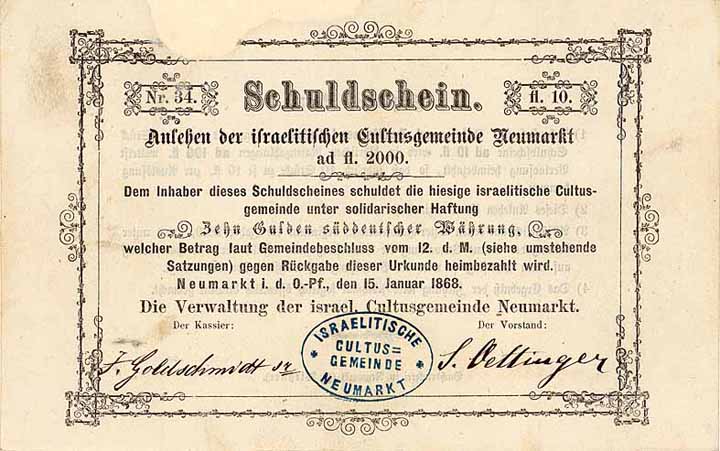 Nr. 34. Schuldschein. fl. 10.
Anlehen der israelitischen Cultusgemeinde Neumarkt
ad fl. 2000.
Dem Inhaber dieses Schuldscheines schuldet die hiesige israelitische Cultus-
gemeinde unter solidarischer Haftung
Zehn Gulden süddeutscher Währung,
welcher Betrag laut Gemeindebeschluss vom 12. d. M. (siehe umstehende
Satzungen) gegen Rückgabe dieser Urkunde heimbezahlt wird.
Neumarkt i. d. O.-Pf., den 15. Januar 1868.
Die Verwaltung der israel. Cultusgemeinde Neumarkt.
Der Kassier: Der Vorstand:
J. Goldschmidt sr S. Oettinger
ISRAELITISCHE
CULTUS=
GEMEINDE
NEUMARKT